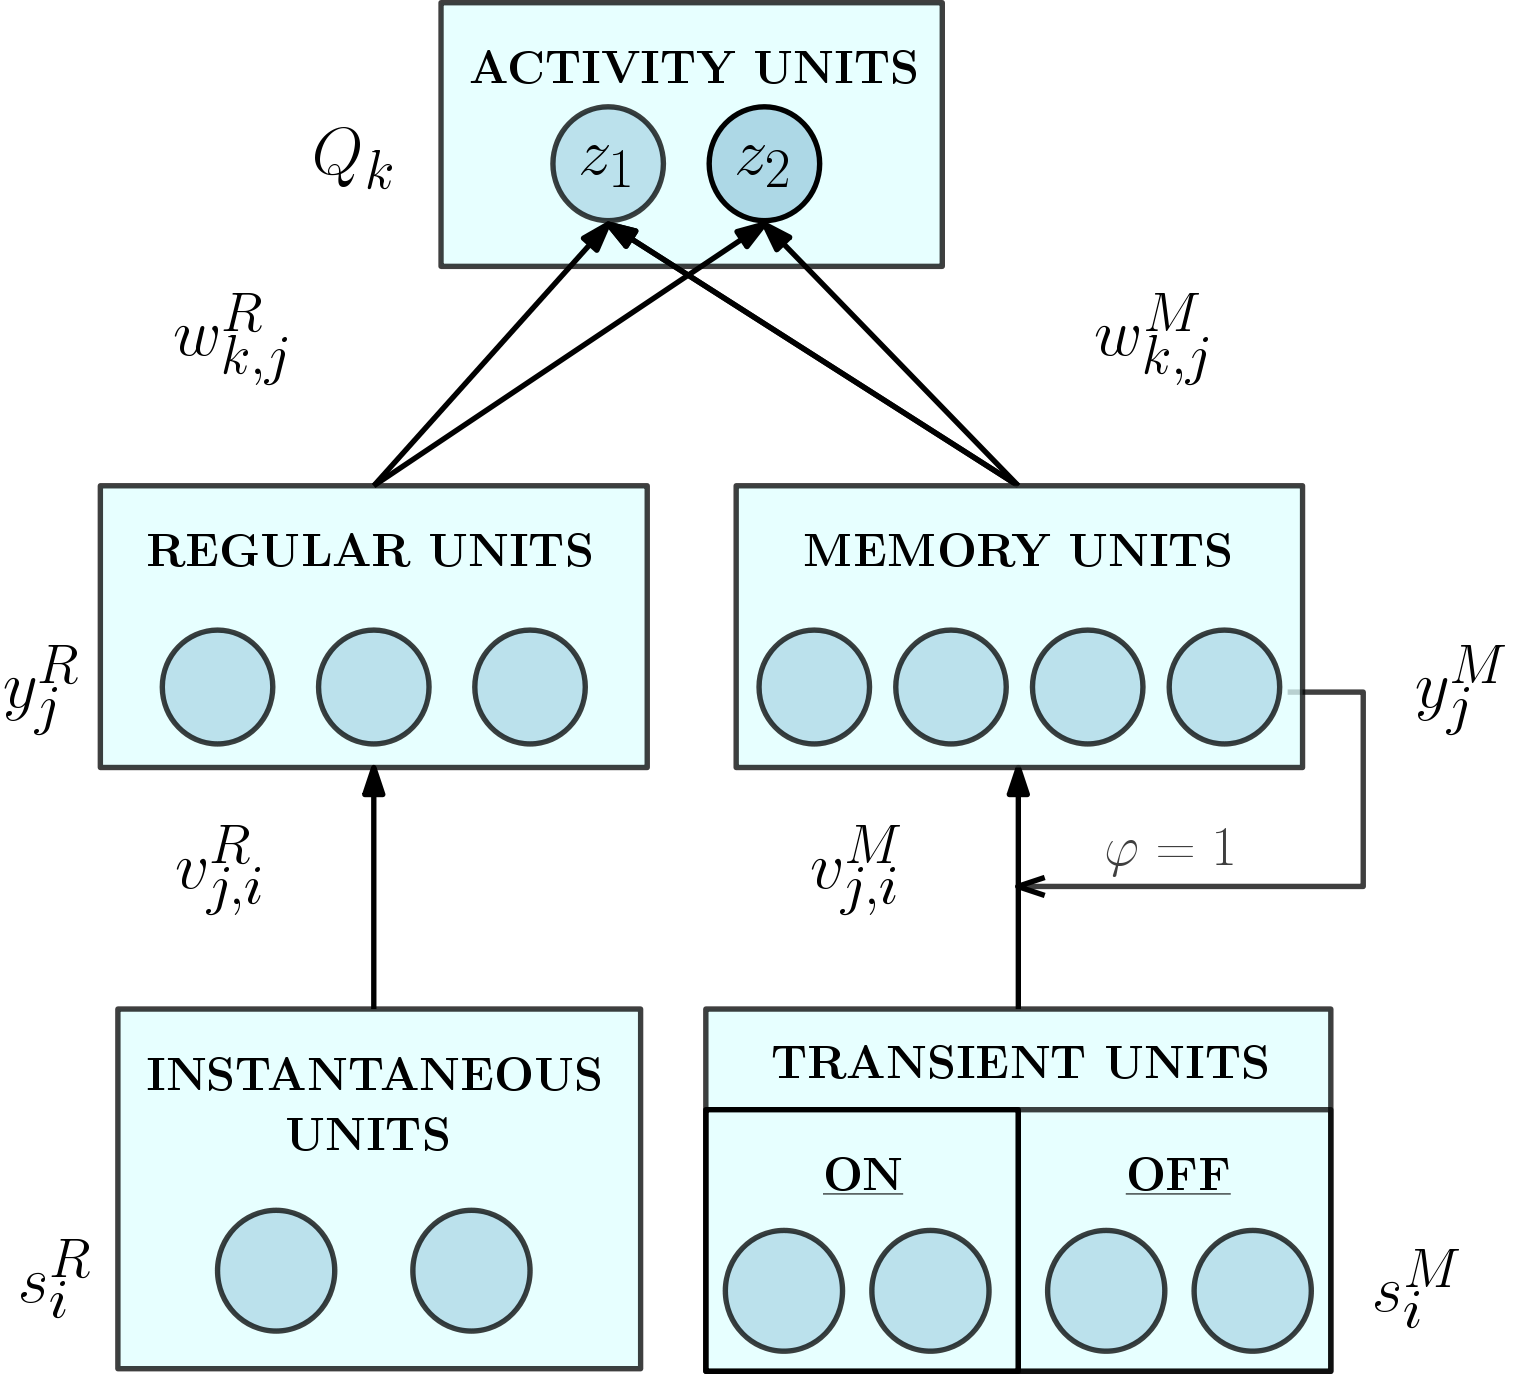 ACTIVITY UNITS
Q_k
z_1 z_2
w^R_{k,j} w^M_{k,j}
REGULAR UNITS
MEMORY UNITS
y^R_j
y^M_j
v^R_{j,i}
v^M_{j,i}
φ = 1
INSTANTANEOUS
UNITS
TRANSIENT UNITS
ON
OFF
s^R_i
s^M_i